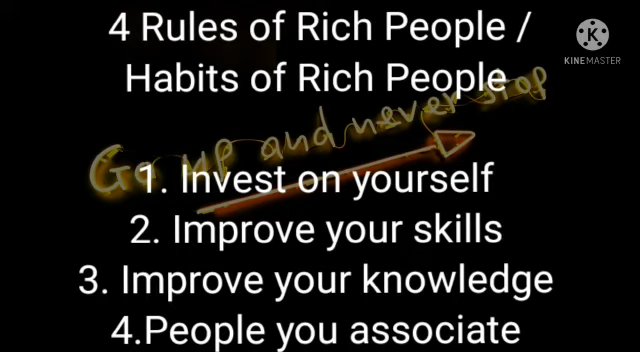 4 Rules of Rich People /
Habits of Rich People
KINEMASTER
Go up and never stop
1. Invest on yourself
2. Improve your skills
3. Improve your knowledge
4.People you associate